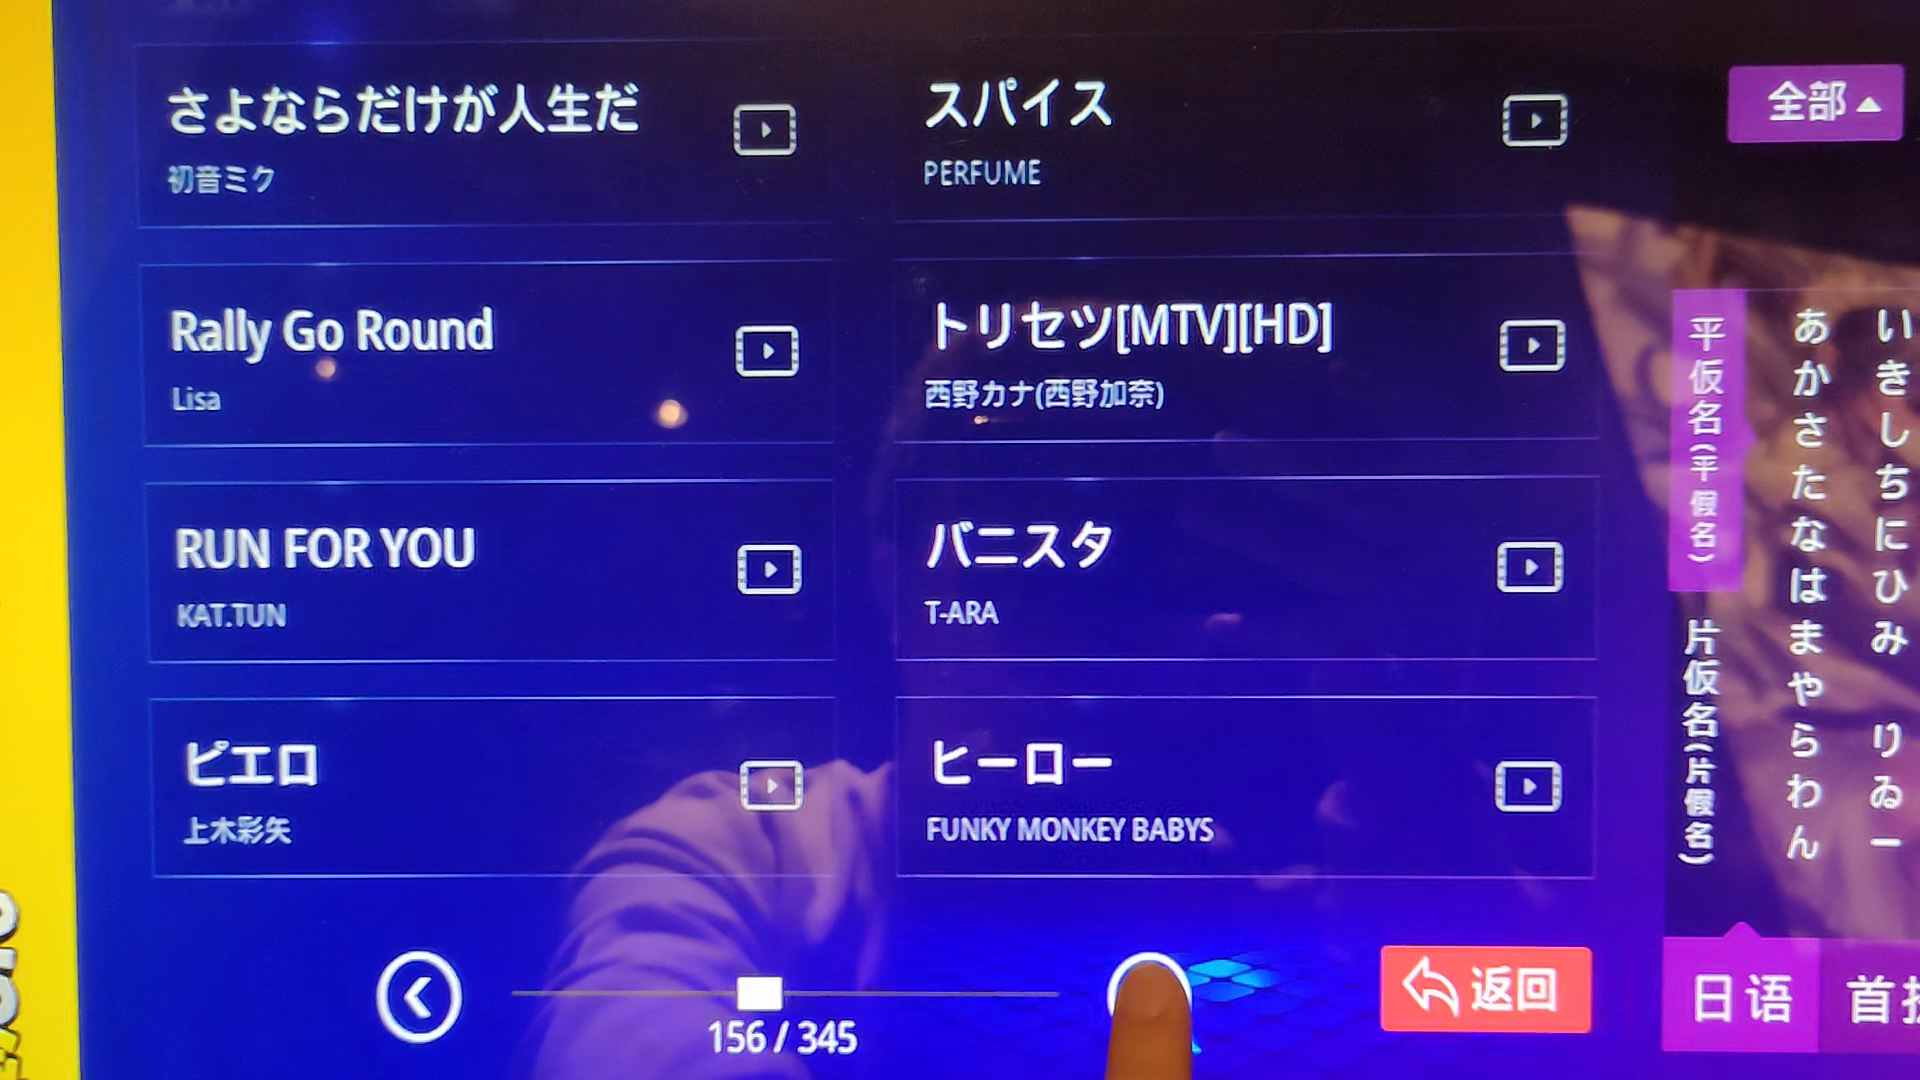 さよならだけが人生だ
初音ミク
スパイス
PERFUME
Rally Go Round
Lisa
トリセツ[MTV][HD]
西野カナ(西野加奈)
RUN FOR YOU
KAT.TUN
バニスタ
T-ARA
ピエロ
上木彩矢
ヒーロー
FUNKY MONKEY BABYS
156 / 345
返回
全部
平仮名(平假名)
片仮名(片假名)
あかさたなはまやらわん
いきしちにひみ りゐー
日语
首